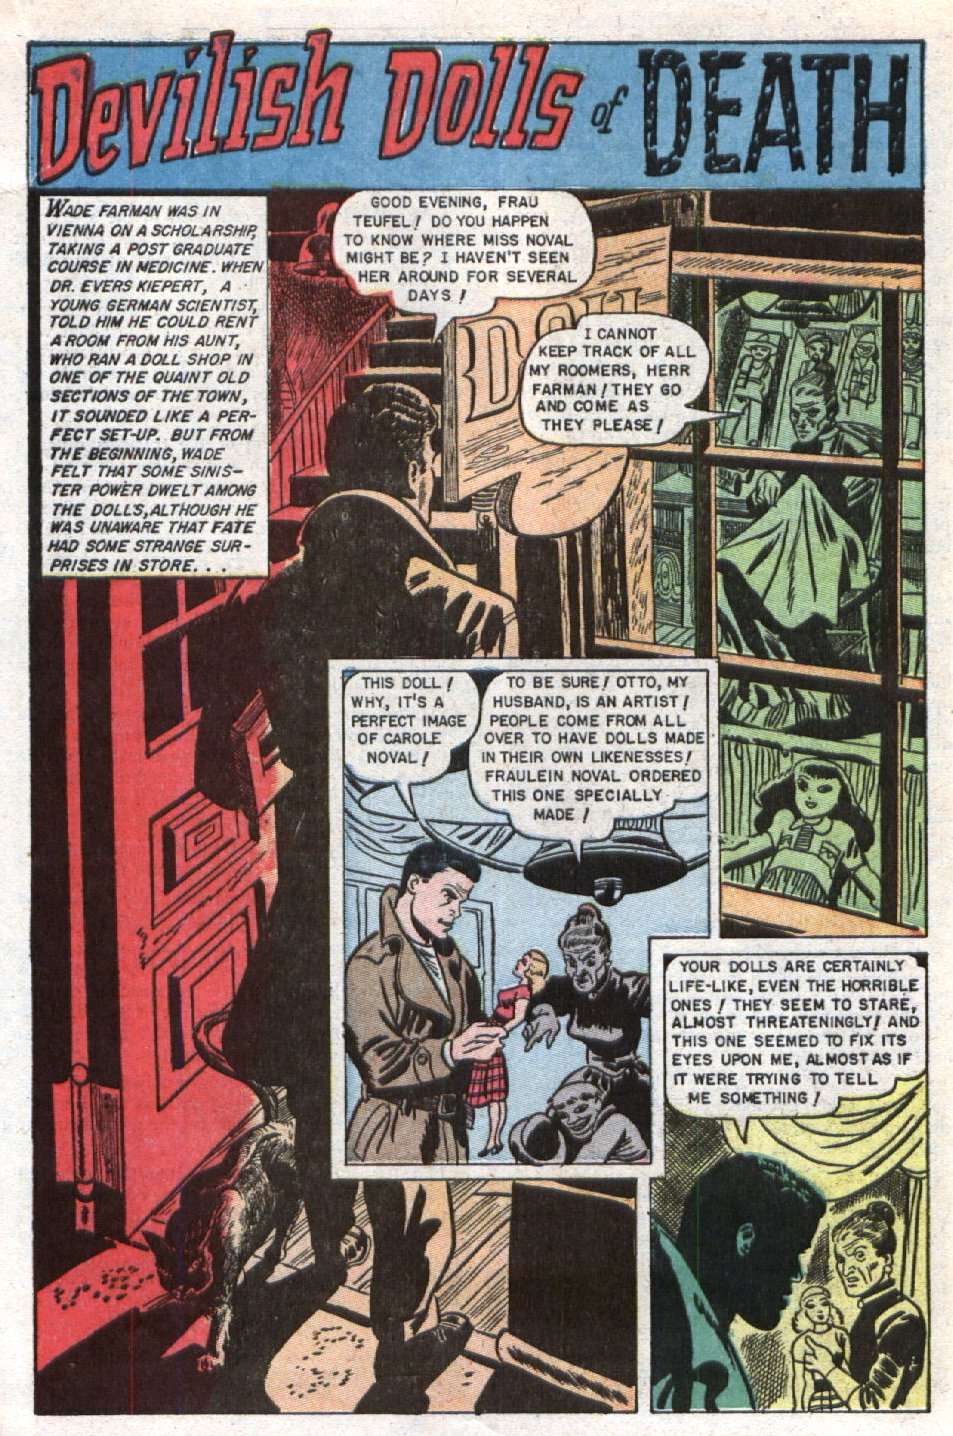 Devilish Dolls of DEATH
WADE FARMAN WAS IN
VIENNA ON A SCHOLARSHIP,
TAKING A POST GRADUATE
COURSE IN MEDICINE. WHEN
DR. EVERS KIEPERT, A
YOUNG GERMAN SCIENTIST,
TOLD HIM HE COULD RENT
A ROOM FROM HIS AUNT,
WHO RAN A DOLL SHOP IN
ONE OF THE QUAINT OLD
SECTIONS OF THE TOWN,
IT SOUNDED LIKE A PER-
FECT SET-UP. BUT FROM
THE BEGINNING, WADE
FELT THAT SOME SINIS-
TER POWER DWELT AMONG
THE DOLLS, ALTHOUGH HE
WAS UNAWARE THAT FATE
HAD SOME STRANGE SUR-
PRISES IN STORE. . .
GOOD EVENING, FRAU
TEUFEL! DO YOU HAPPEN
TO KNOW WHERE MISS NOVAL
MIGHT BE? I HAVEN'T SEEN
HER AROUND FOR SEVERAL
DAYS!
DOLL
I CANNOT
KEEP TRACK OF ALL
MY ROOMERS, HERR
FARMAN! THEY GO
AND COME AS
THEY PLEASE!
THIS DOLL!
WHY, IT'S A
PERFECT IMAGE
OF CAROLE
NOVAL!
TO BE SURE! OTTO, MY
HUSBAND, IS AN ARTIST!
PEOPLE COME FROM ALL
OVER TO HAVE DOLLS MADE
IN THEIR OWN LIKENESSES!
FRAULEIN NOVAL ORDERED
THIS ONE SPECIALLY
MADE!
YOUR DOLLS ARE CERTAINLY
LIFE-LIKE, EVEN THE HORRIBLE
ONES! THEY SEEM TO STARE,
ALMOST THREATENINGLY! AND
THIS ONE SEEMED TO FIX ITS
EYES UPON ME, ALMOST AS IF
IT WERE TRYING TO TELL
ME SOMETHING!